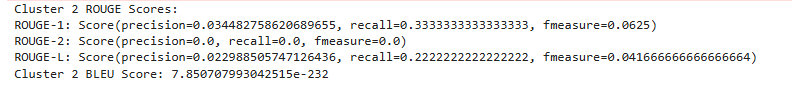 Cluster 2 ROUGE Scores:
ROUGE-1: Score(precision=0.034482758620689655, recall=0.3333333333333333, fmeasure=0.0625)
ROUGE-2: Score(precision=0.0, recall=0.0, fmeasure=0.0)
ROUGE-L: Score(precision=0.022988505747126436, recall=0.2222222222222222, fmeasure=0.041666666666666664)
Cluster 2 BLEU Score: 7.850707993042515e-232